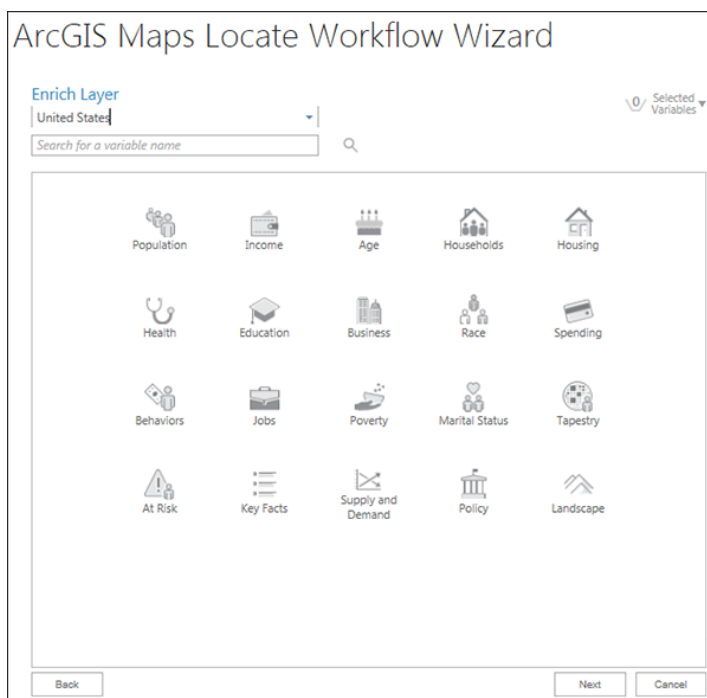 ArcGIS Maps Locate Workflow Wizard
Enrich Layer
United States
0 Selected Variables
Search for a variable name
Population Income Age Households Housing
Health Education Business Race Spending
Behaviors Jobs Poverty Marital Status Tapestry
At Risk Key Facts Supply and Demand Policy Landscape
Back Next Cancel